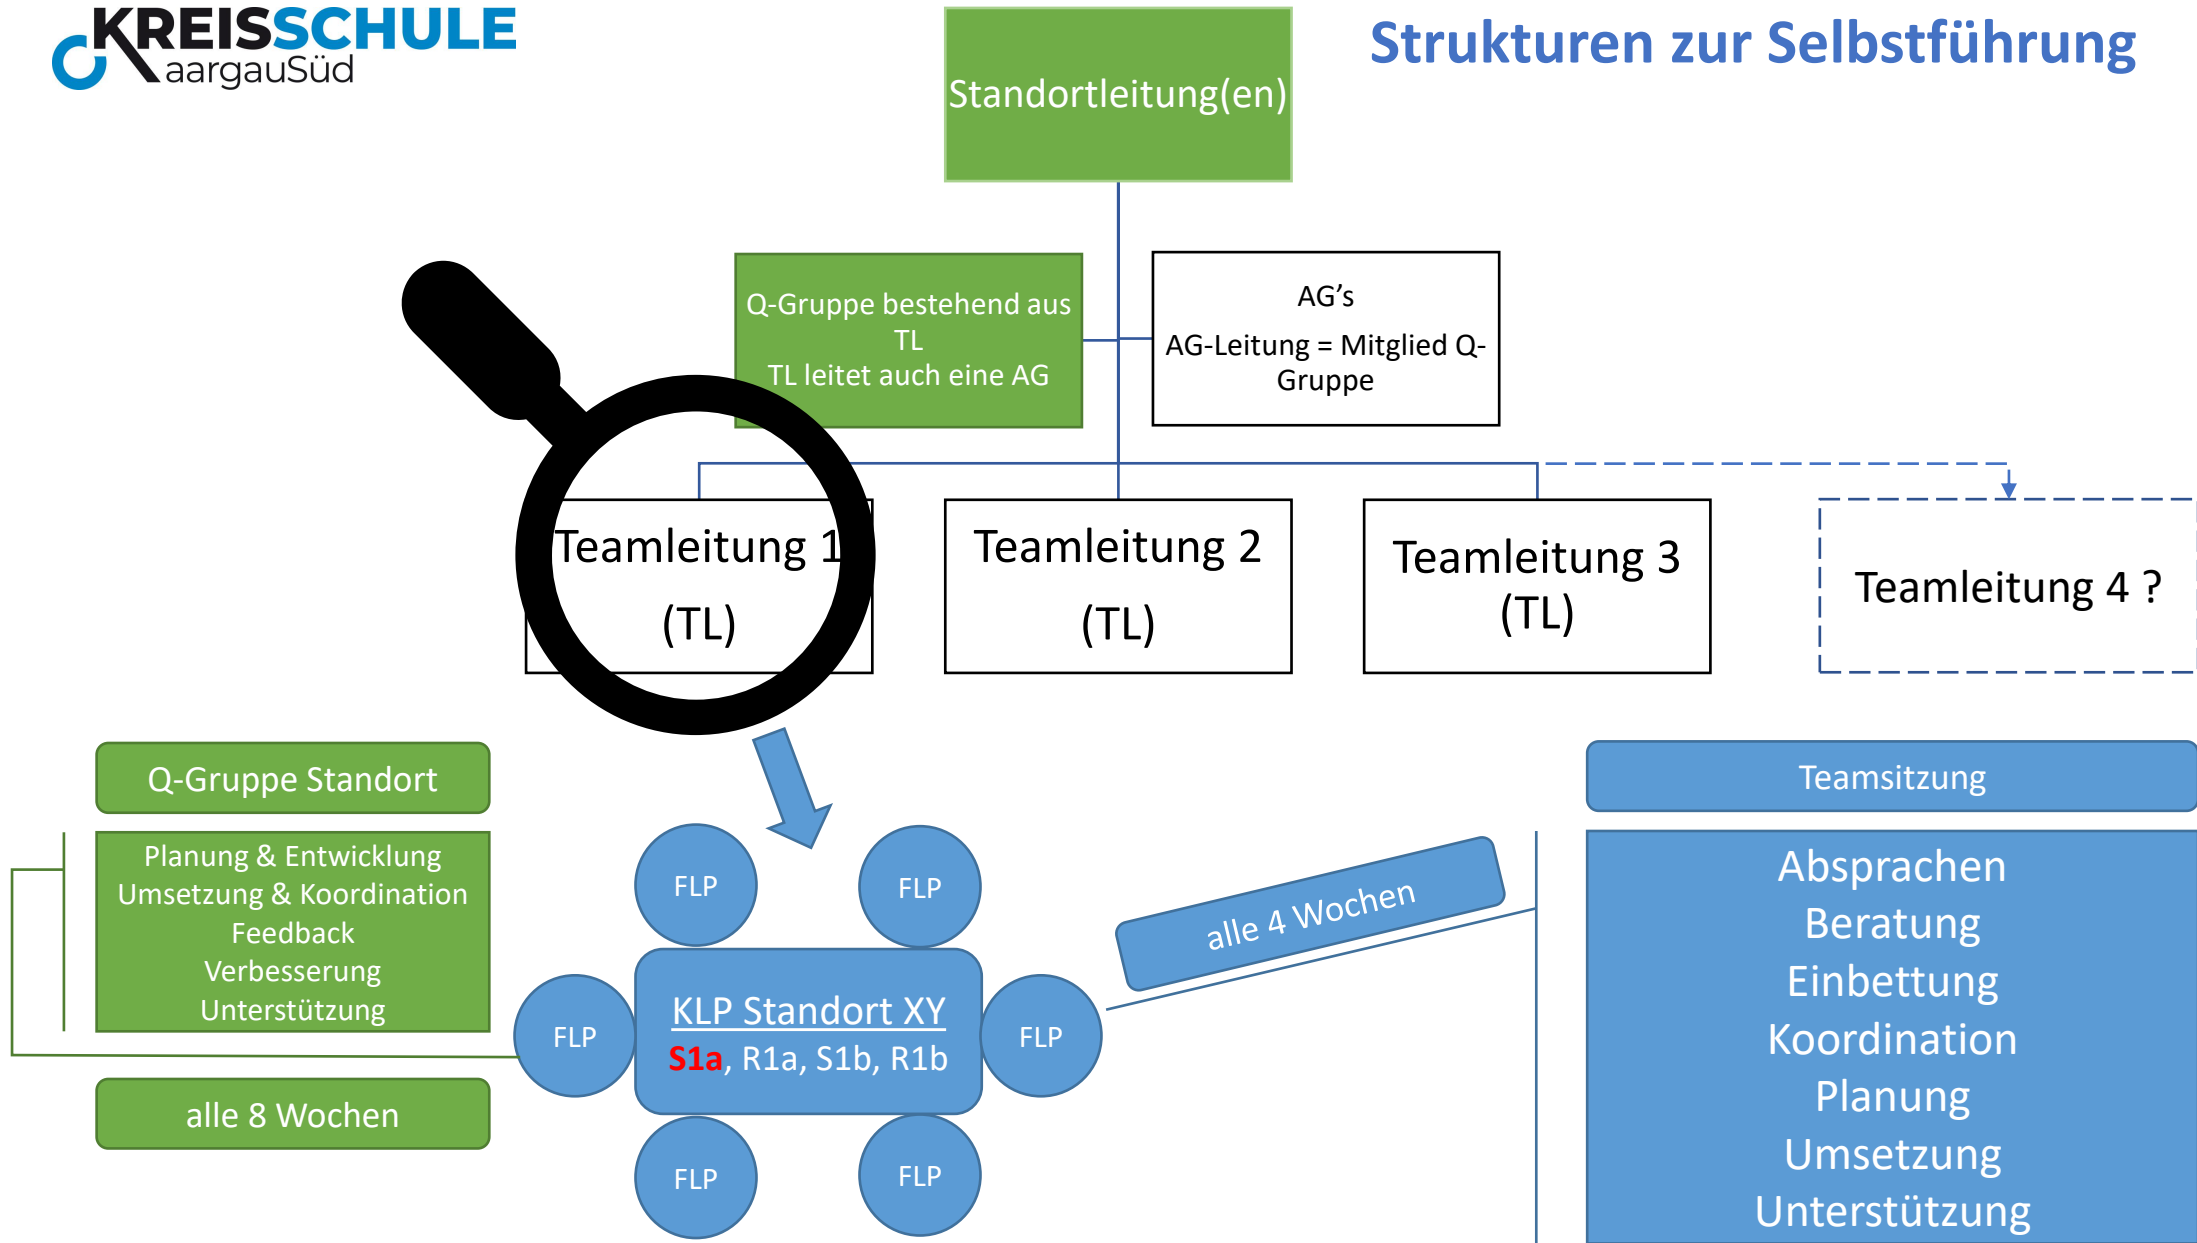 KREISSCHULE
aargauSüd
Strukturen zur Selbstführung
Standortleitung(en)
Q-Gruppe bestehend aus
TL
TL leitet auch eine AG
AG's
AG-Leitung = Mitglied Q-
Gruppe
Teamleitung 1
(TL)
Teamleitung 2
(TL)
Teamleitung 3
(TL)
Teamleitung 4 ?
Q-Gruppe Standort
Planung & Entwicklung
Umsetzung & Koordination
Feedback
Verbesserung
Unterstützung
alle 8 Wochen
FLP
FLP
FLP
KLP Standort XY
S1a, R1a, S1b, R1b
FLP
FLP
FLP
alle 4 Wochen
Teamsitzung
Absprachen
Beratung
Einbettung
Koordination
Planung
Umsetzung
Unterstützung